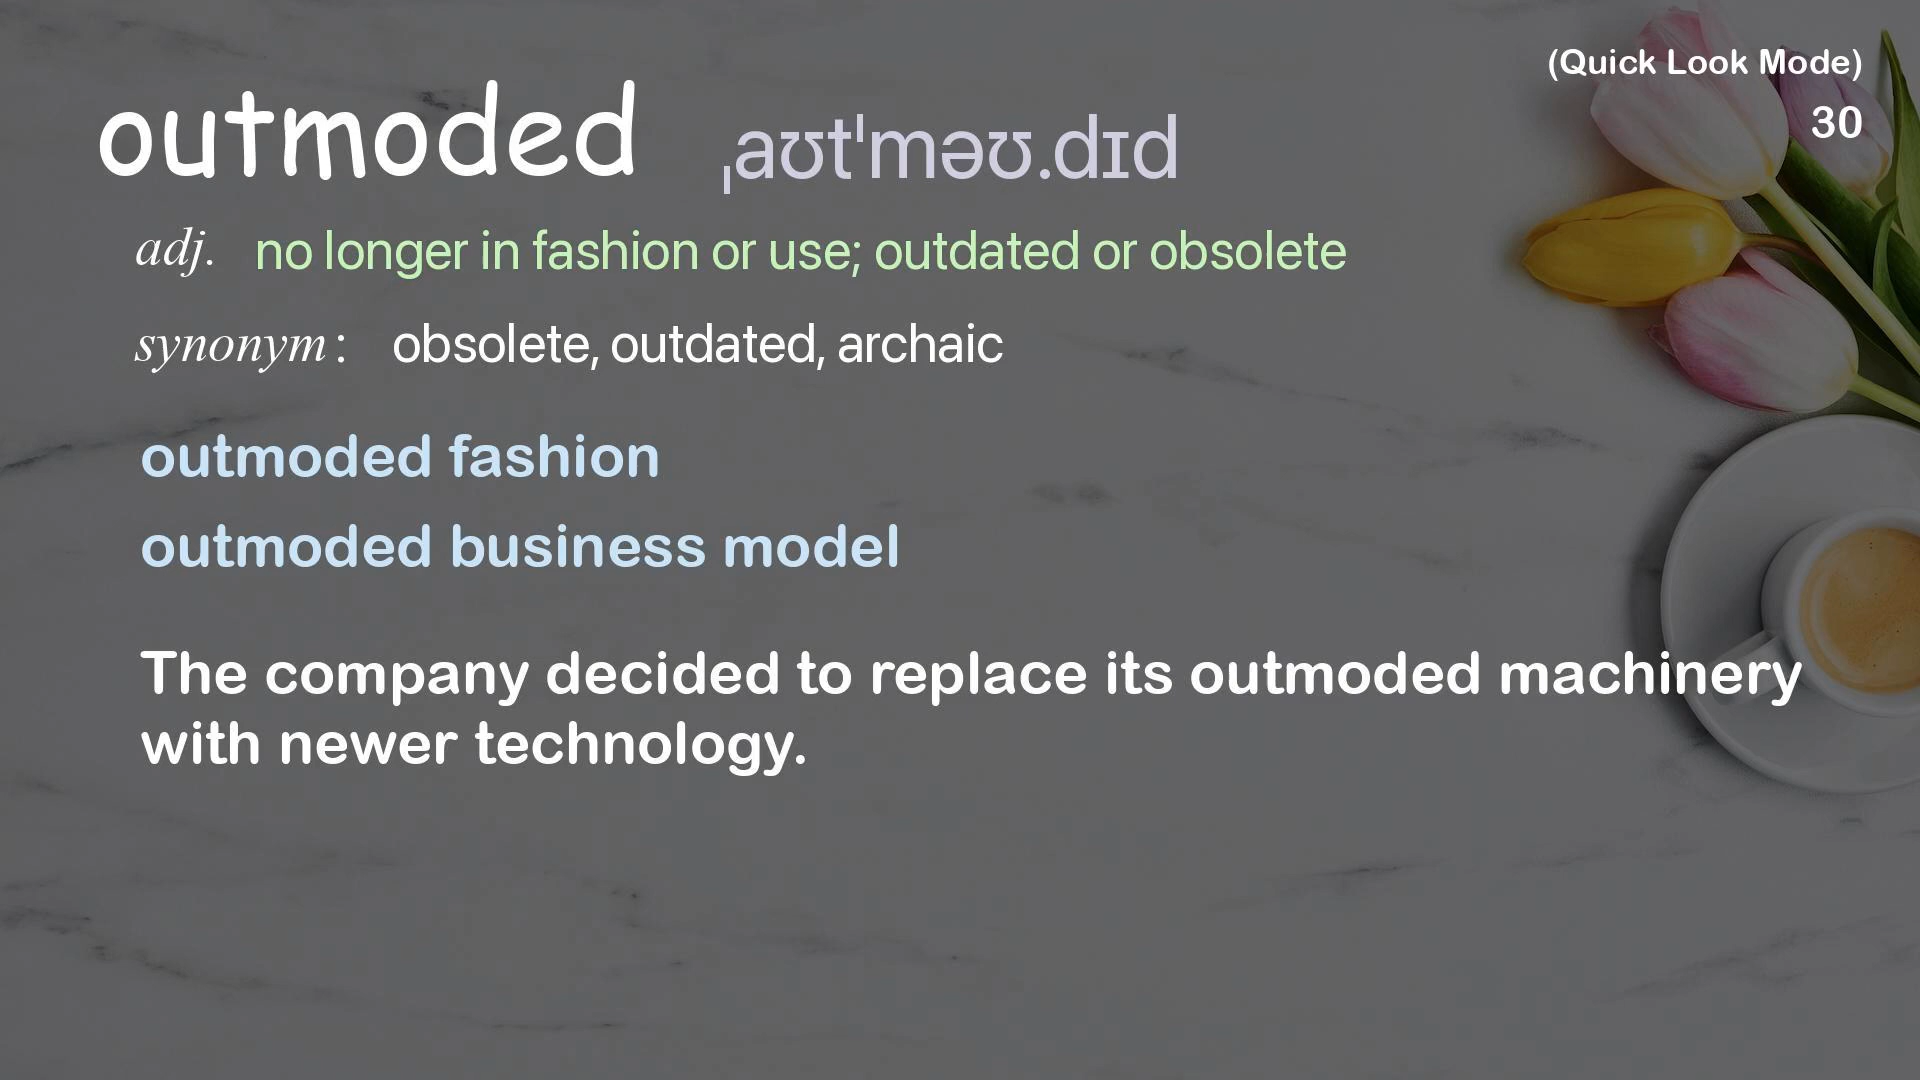 (Quick Look Mode)
30
outmoded ˌaʊtˈməʊ.dɪd
adj. no longer in fashion or use; outdated or obsolete
synonym: obsolete, outdated, archaic
outmoded fashion
outmoded business model
The company decided to replace its outmoded machinery
with newer technology.